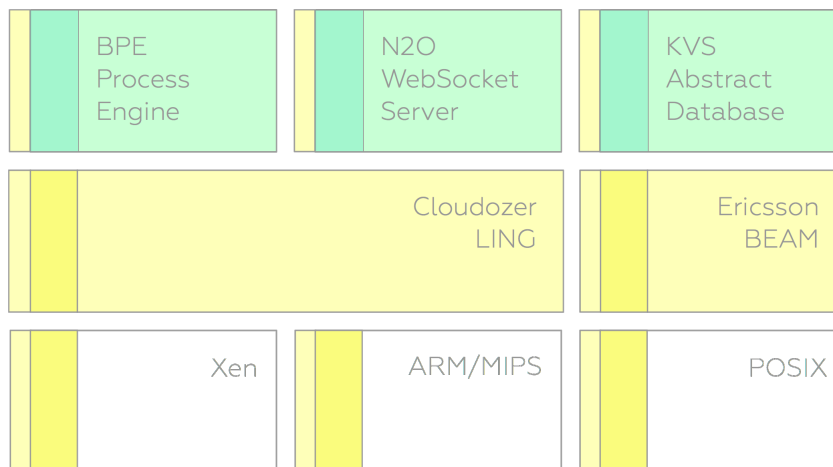 BPE
Process
Engine
N2O
WebSocket
Server
KVS
Abstract
Database
Cloudozer
LING
Ericsson
BEAM
Xen
ARM/MIPS
POSIX